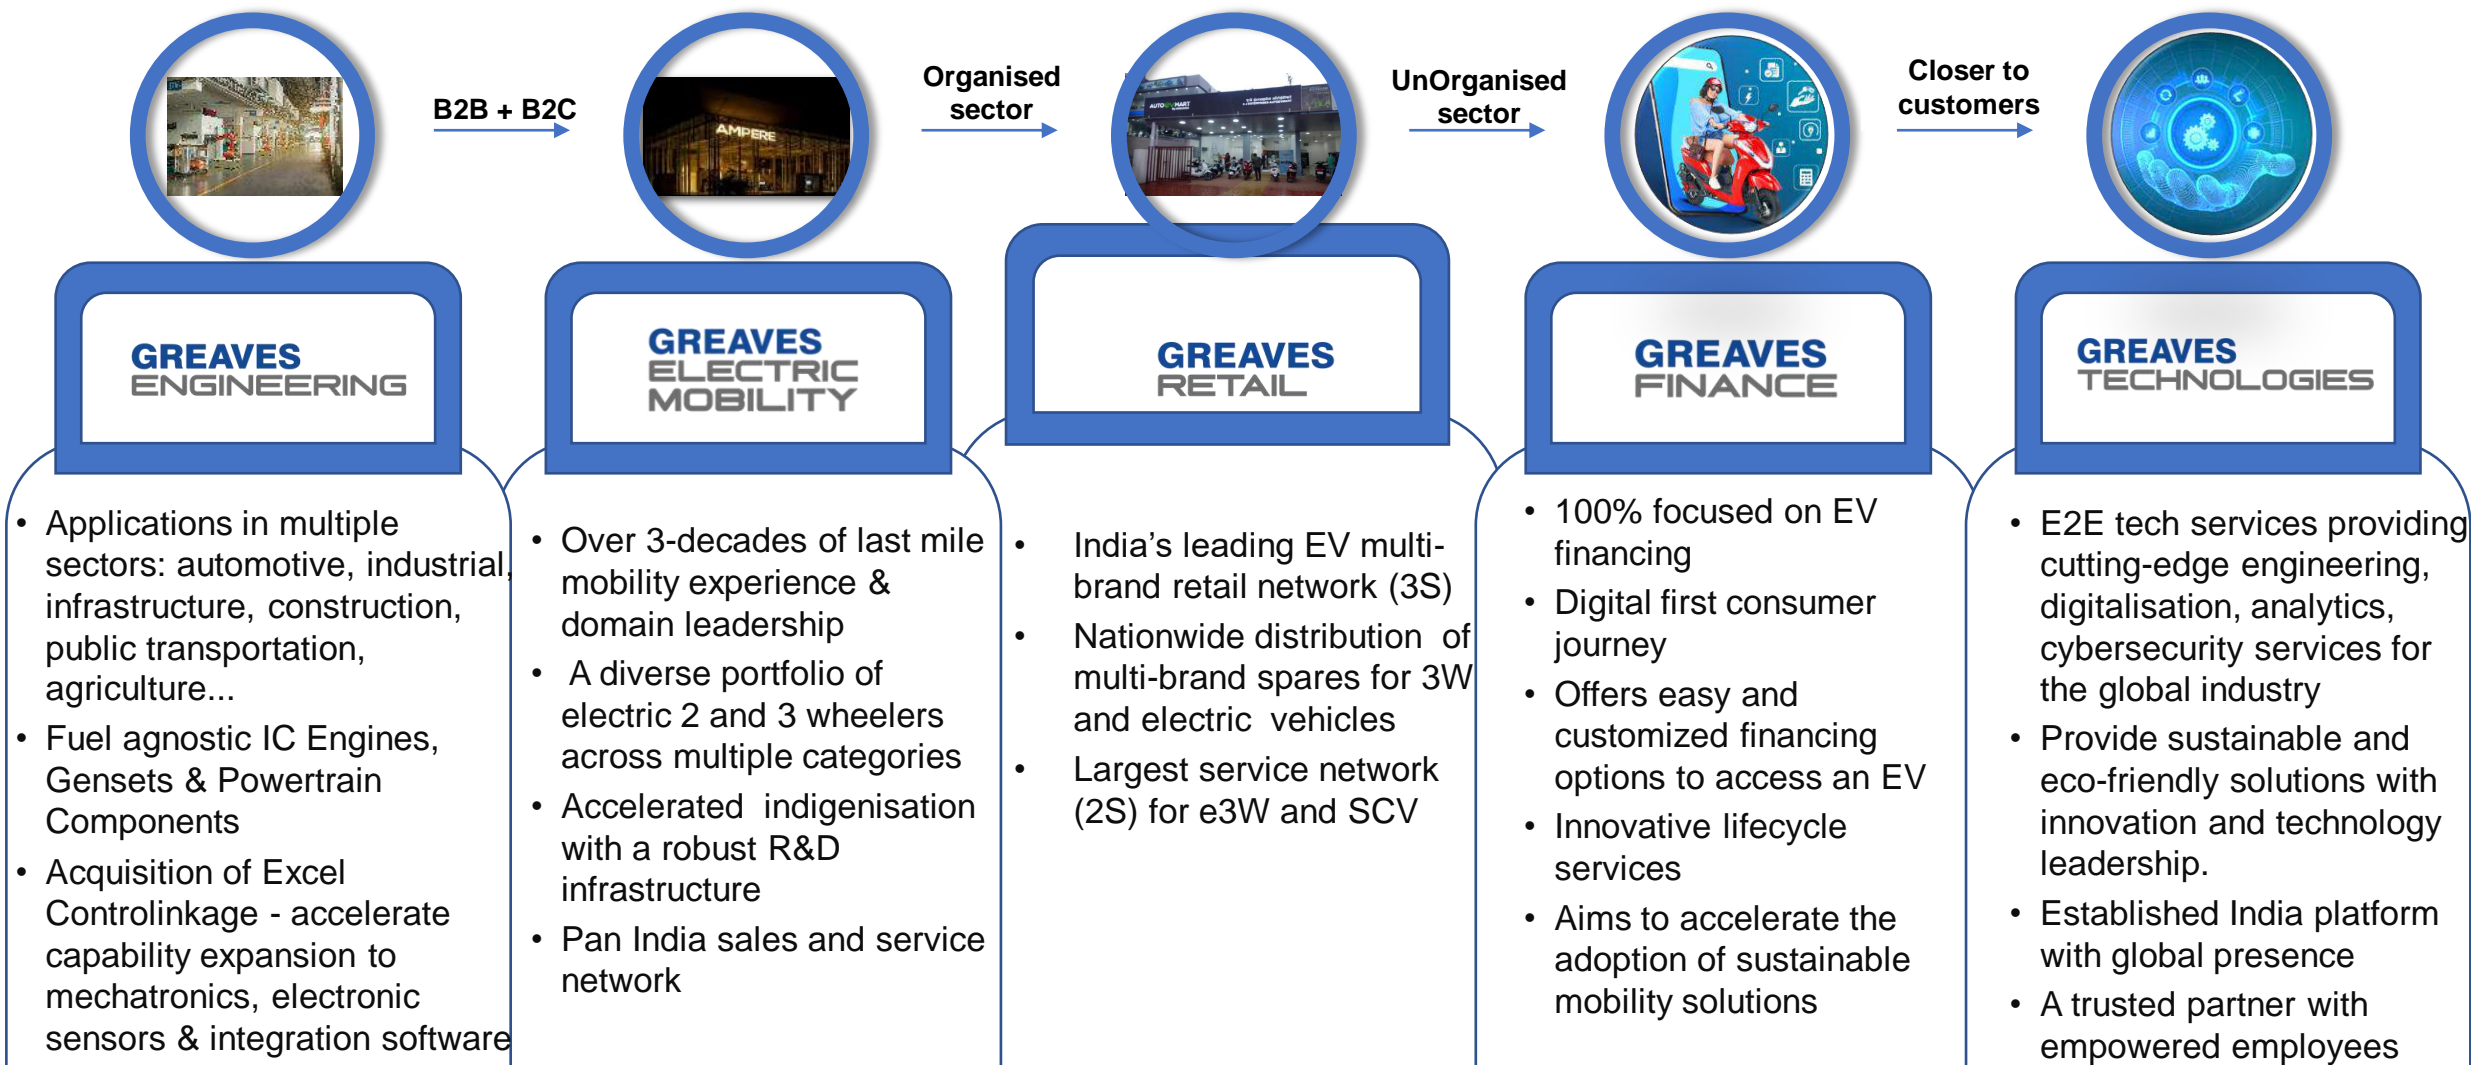 B2B + B2C
Organised
sector
UnOrganised
sector
Closer to
customers
AMPERE
GREAVES
ENGINEERING
• Applications in multiple
sectors: automotive, industrial,
infrastructure, construction,
public transportation,
agriculture...
• Fuel agnostic IC Engines,
Gensets & Powertrain
Components
• Acquisition of Excel
Controlinkage - accelerate
capability expansion to
mechatronics, electronic
sensors & integration software
GREAVES
ELECTRIC
MOBILITY
• Over 3-decades of last mile
mobility experience &
domain leadership
• A diverse portfolio of
electric 2 and 3 wheelers
across multiple categories
• Accelerated indigenisation
with a robust R&D
infrastructure
• Pan India sales and service
network
GREAVES
RETAIL
• India’s leading EV multi-
brand retail network (3S)
• Nationwide distribution of
multi-brand spares for 3W
and electric vehicles
• Largest service network
(2S) for e3W and SCV
GREAVES
FINANCE
• 100% focused on EV
financing
• Digital first consumer
journey
• Offers easy and
customized financing
options to access an EV
• Innovative lifecycle
services
• Aims to accelerate the
adoption of sustainable
mobility solutions
GREAVES
TECHNOLOGIES
• E2E tech services providing
cutting-edge engineering,
digitalisation, analytics,
cybersecurity services for
the global industry
• Provide sustainable and
eco-friendly solutions with
innovation and technology
leadership.
• Established India platform
with global presence
• A trusted partner with
empowered employees